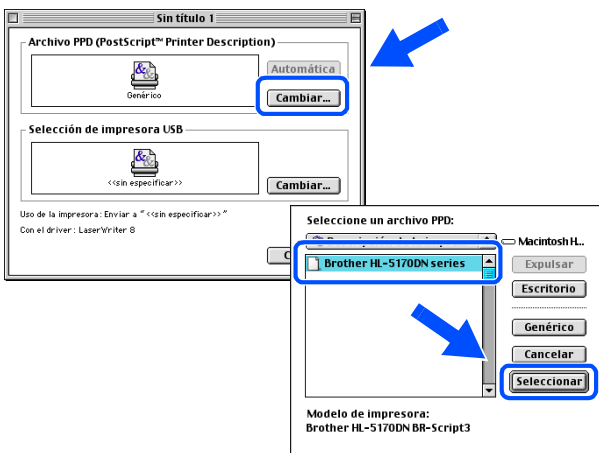 Sin título 1
Archivo PPD (PostScript™ Printer Description)
Genérico
Automática
Cambiar...
Selección de impresora USB
<<sin especificar>>
Cambiar...
Uso de la impresora: Enviar a "<<sin especificar>>"
Con el driver: LaserWriter 8
Seleccione un archivo PPD:
Macintosh H...
Brother HL-5170DN series
Expulsar
Escritorio
Genérico
Cancelar
Seleccionar
Modelo de impresora:
Brother HL-5170DN BR-Script3